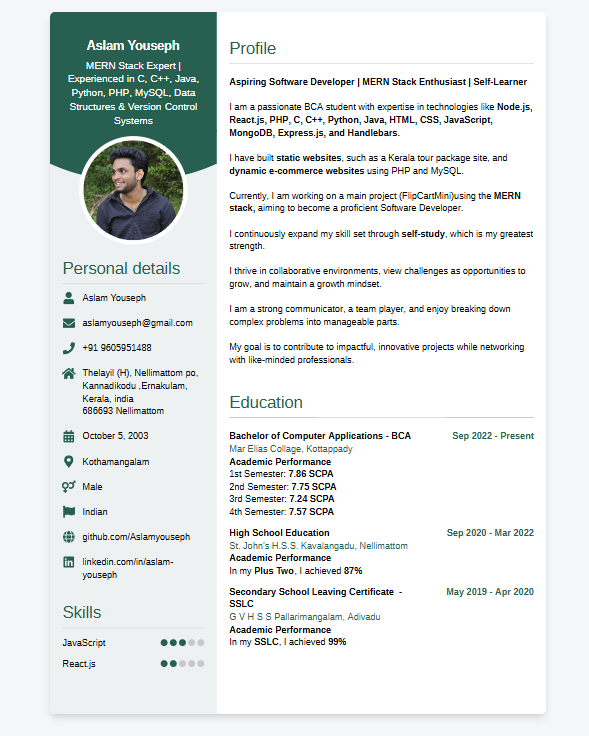 Aslam Youseph
MERN Stack Expert |
Experienced in C, C++, Java,
Python, PHP, MySQL, Data
Structures & Version Control
Systems
Personal details
Aslam Youseph
aslamyouseph@gmail.com
+91 9605951488
Thelayil (H), Nellimattom po,
Kannadikodu ,Ernakulam,
Kerala, india
686693 Nellimattom
October 5, 2003
Kothamangalam
Male
Indian
github.com/Aslamyouseph
linkedin.com/in/aslam-
youseph
Skills
JavaScript
React.js
Profile
Aspiring Software Developer | MERN Stack Enthusiast | Self-Learner
I am a passionate BCA student with expertise in technologies like Node.js,
React.js, PHP, C, C++, Python, Java, HTML, CSS, JavaScript,
MongoDB, Express.js, and Handlebars.
I have built static websites, such as a Kerala tour package site, and
dynamic e-commerce websites using PHP and MySQL.
Currently, I am working on a main project (FlipCartMini)using the MERN
stack, aiming to become a proficient Software Developer.
I continuously expand my skill set through self-study, which is my greatest
strength.
I thrive in collaborative environments, view challenges as opportunities to
grow, and maintain a growth mindset.
I am a strong communicator, a team player, and enjoy breaking down
complex problems into manageable parts.
My goal is to contribute to impactful, innovative projects while networking
with like-minded professionals.
Education
Bachelor of Computer Applications - BCA Sep 2022 - Present
Mar Elias Collage, Kottappady
Academic Performance
1st Semester: 7.86 SCPA
2nd Semester: 7.75 SCPA
3rd Semester: 7.24 SCPA
4th Semester: 7.57 SCPA
High School Education Sep 2020 - Mar 2022
St. John's H.S.S. Kavalangadu, Nellimattom
Academic Performance
In my Plus Two, I achieved 87%
Secondary School Leaving Certificate - May 2019 - Apr 2020
SSLC
G V H S S Pallarimangalam, Adivadu
Academic Performance
In my SSLC, I achieved 99%